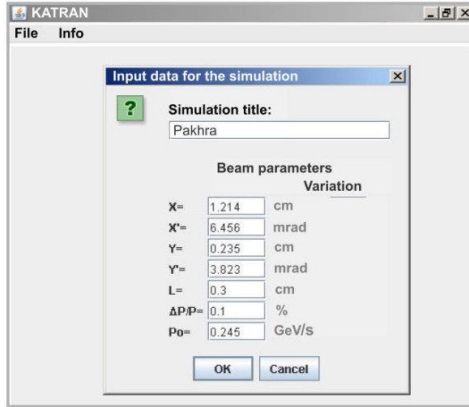 KATRAN
File Info
Input data for the simulation
?
Simulation title:
Pakhra
Beam parameters
Variation
X= 1.214 cm
X'= 6.456 mrad
Y= 0.235 cm
Y'= 3.823 mrad
L= 0.3 cm
ΔP/P= 0.1 %
Po= 0.245 GeV/s
OK Cancel